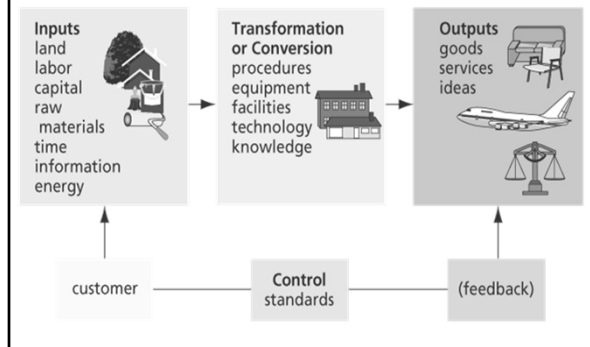 Inputs
land
labor
capital
raw
materials
time
information
energy
Transformation
or Conversion
procedures
equipment
facilities
technology
knowledge
Outputs
goods
services
ideas
customer
Control
standards
(feedback)